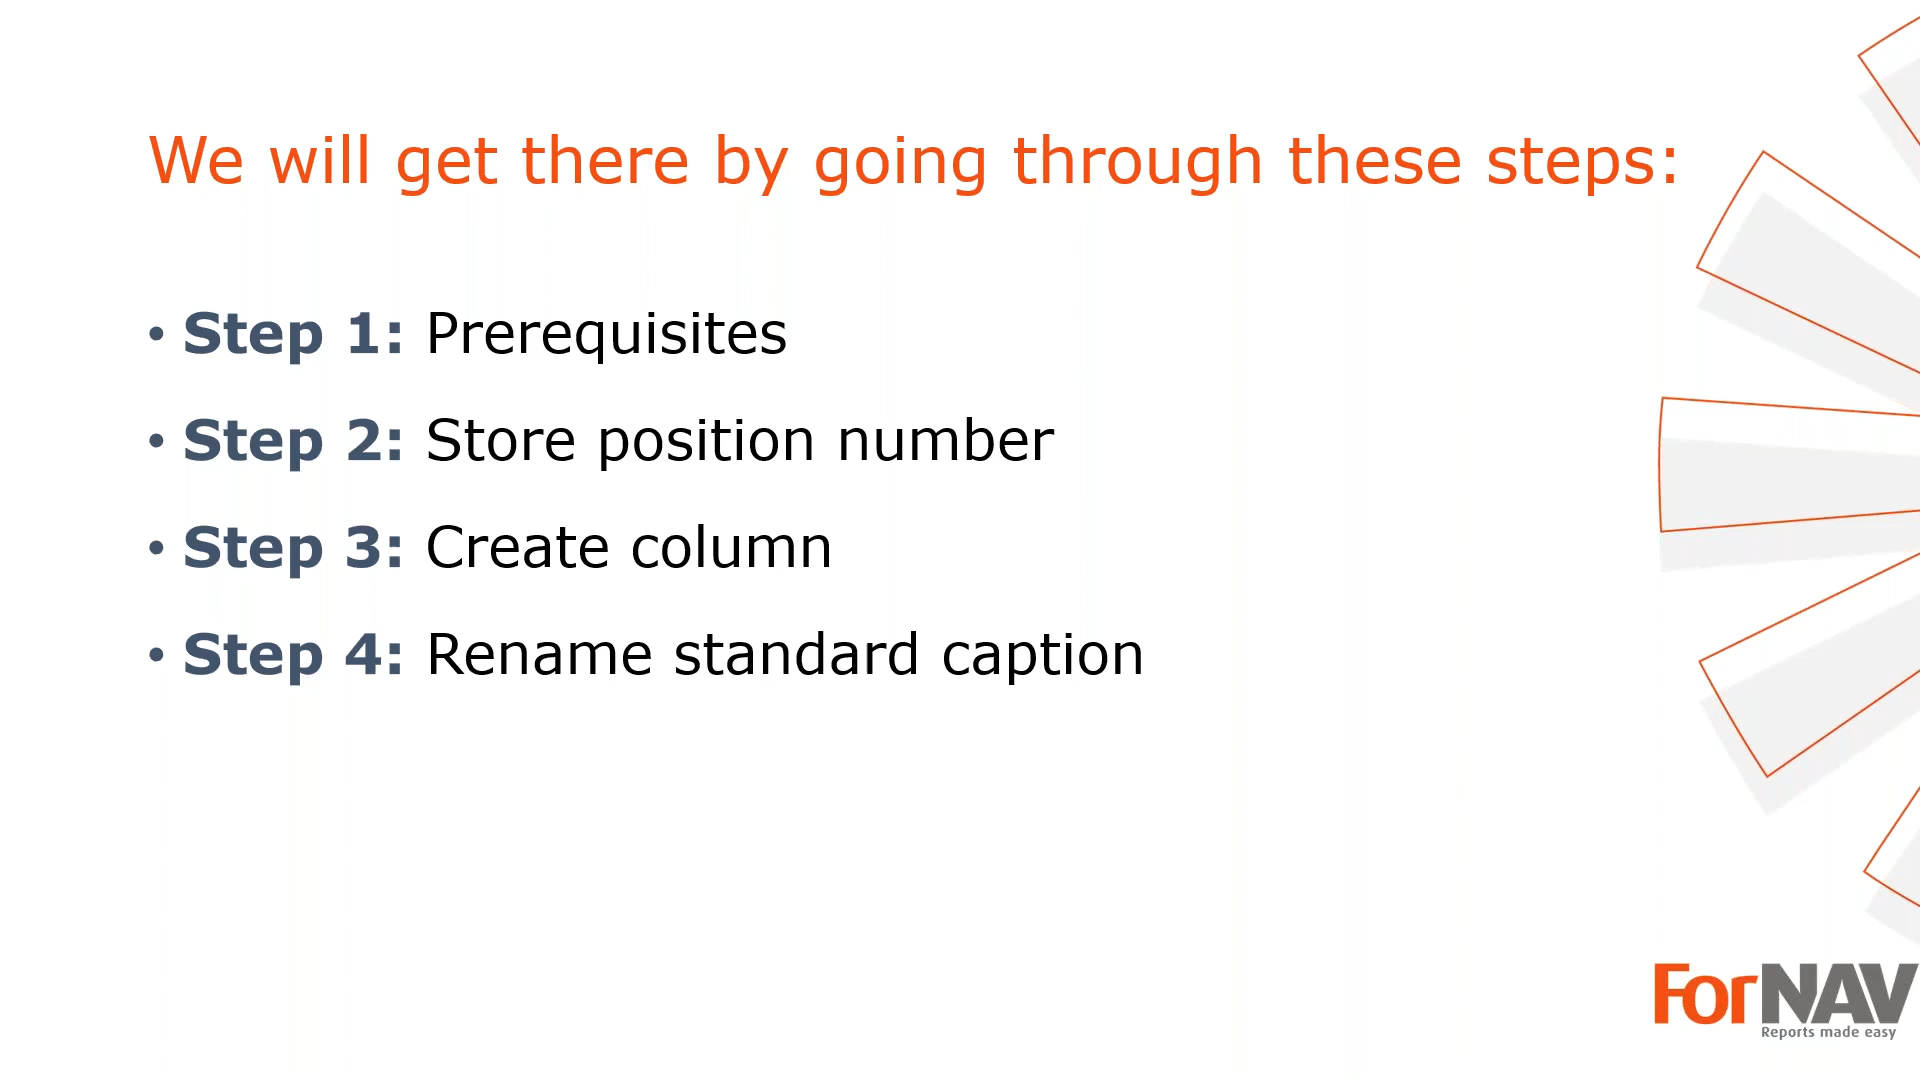 We will get there by going through these steps:
• Step 1: Prerequisites
• Step 2: Store position number
• Step 3: Create column
• Step 4: Rename standard caption
ForNAV
Reports made easy